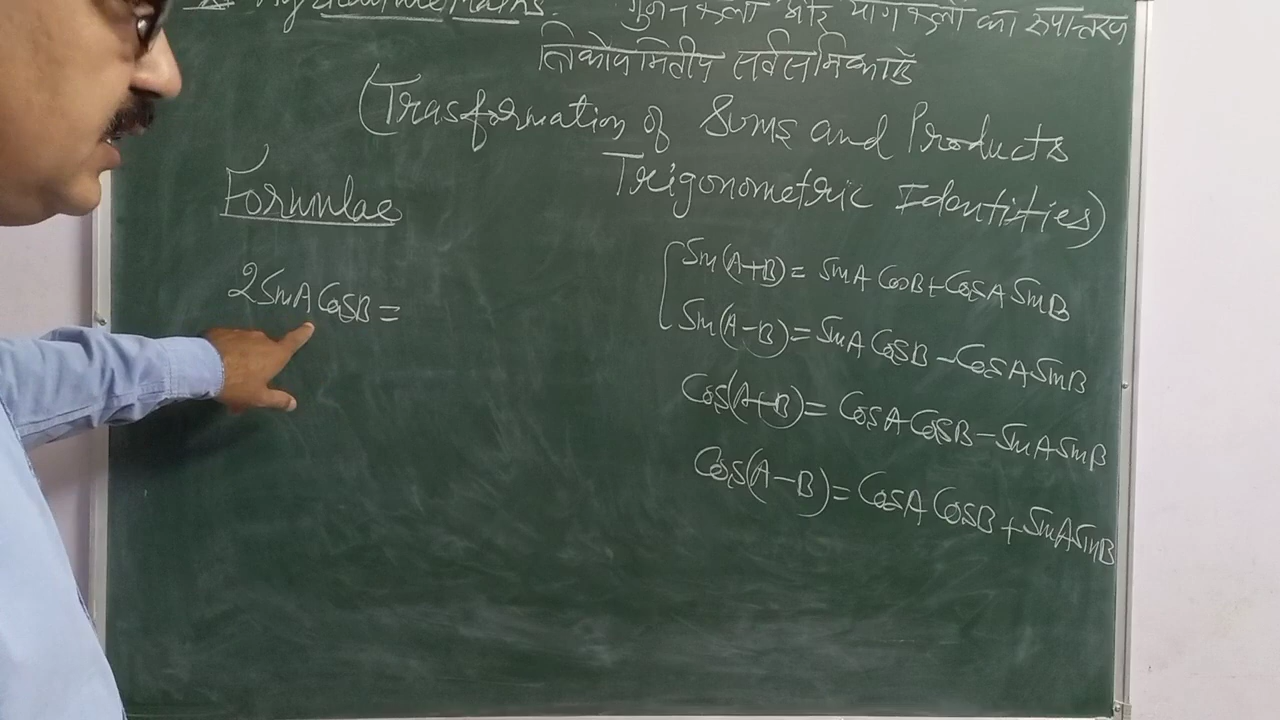 Maths.
गुणनफलों और योगफलों का रूपान्तरण
त्रिकोणमितीय सर्वसमिकाऐं
(Trasformation of Sums and Products
Trigonometric Identities)
Formulae
2SinA CosB =
Sin(A+B) = SinA CosB + CosA SinB
Sin(A-B) = SinA CosB - CosA SinB
Cos(A+B) = CosA CosB - SinA SinB
Cos(A-B) = CosA CosB + SinA SinB